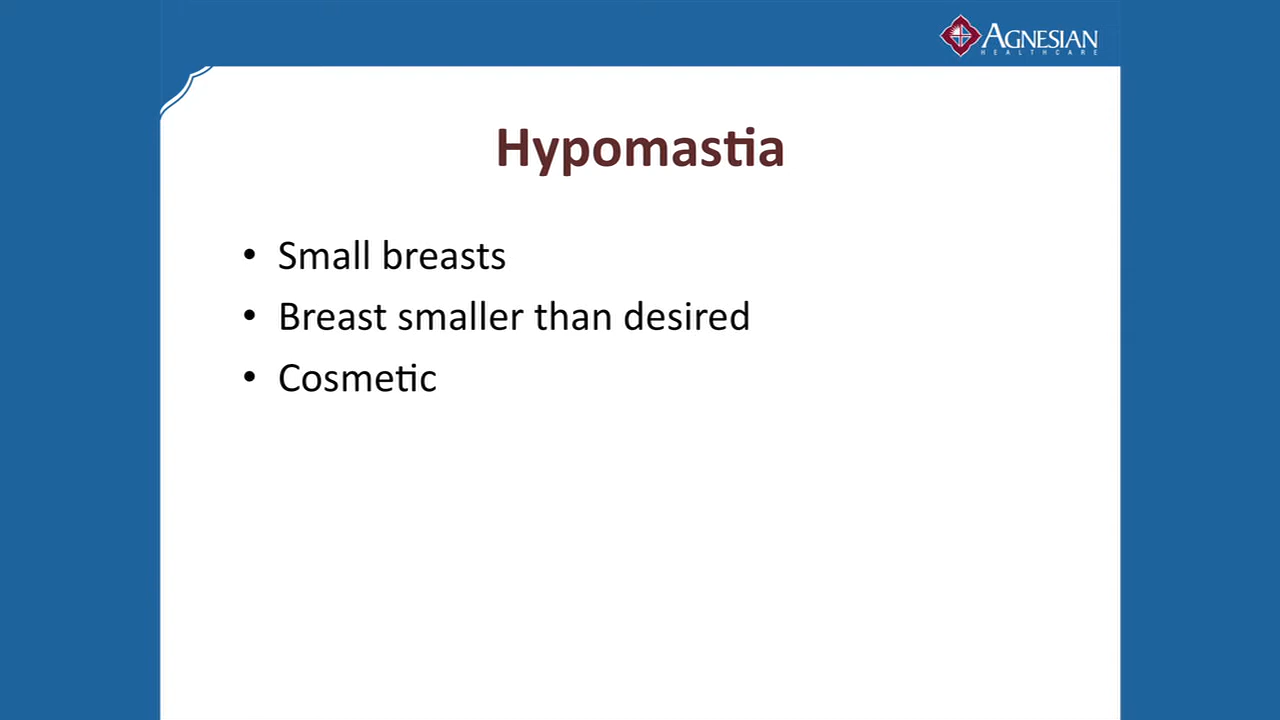 AGNESIAN
HEALTHCARE
Hypomastia
• Small breasts
• Breast smaller than desired
• Cosmetic